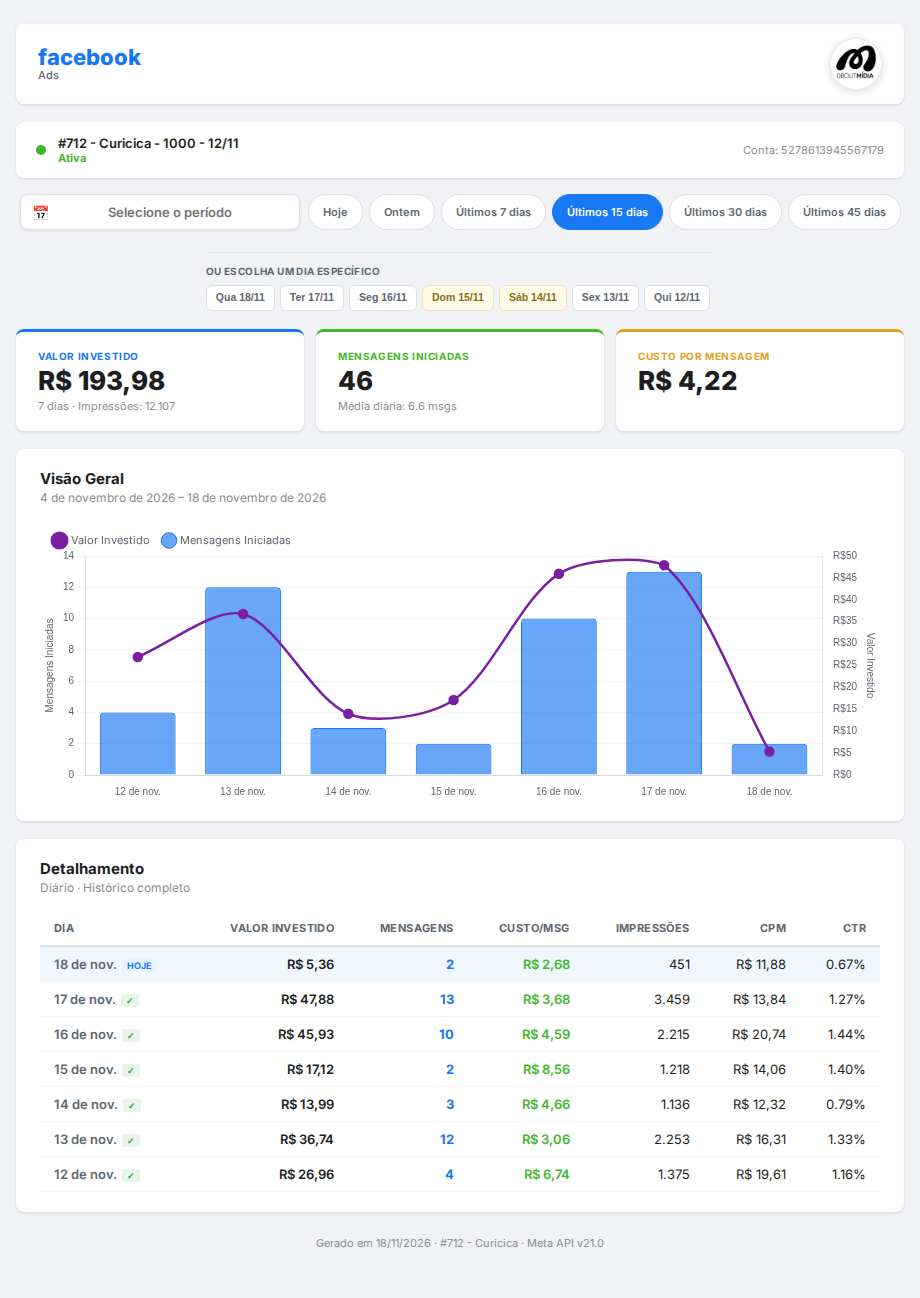 facebook
Ads
DBOUTMÍDIA
#712 - Curicica - 1000 - 12/11
Ativa
Conta: 5278613945567179
Selecione o período
Hoje
Ontem
Últimos 7 dias
Últimos 15 dias
Últimos 30 dias
Últimos 45 dias
OU ESCOLHA UM DIA ESPECÍFICO
Qua 18/11
Ter 17/11
Seg 16/11
Dom 15/11
Sáb 14/11
Sex 13/11
Qui 12/11
VALOR INVESTIDO
R$ 193,98
7 dias · Impressões: 12.107
MENSAGENS INICIADAS
46
Média diária: 6.6 msgs
CUSTO POR MENSAGEM
R$ 4,22
Visão Geral
4 de novembro de 2026 – 18 de novembro de 2026
Valor Investido
Mensagens Iniciadas
Mensagens Iniciadas
14
12
10
8
6
4
2
0
R$50
R$45
R$40
R$35
R$30
R$25
R$20
R$15
R$10
R$5
R$0
Valor Investido
12 de nov.
13 de nov.
14 de nov.
15 de nov.
16 de nov.
17 de nov.
18 de nov.
Detalhamento
Diário · Histórico completo
DIA VALOR INVESTIDO MENSAGENS CUSTO/MSG IMPRESSÕES CPM CTR
18 de nov. HOJE R$ 5,36 2 R$ 2,68 451 R$ 11,88 0.67%
17 de nov. ✓ R$ 47,88 13 R$ 3,68 3.459 R$ 13,84 1.27%
16 de nov. ✓ R$ 45,93 10 R$ 4,59 2.215 R$ 20,74 1.44%
15 de nov. ✓ R$ 17,12 2 R$ 8,56 1.218 R$ 14,06 1.40%
14 de nov. ✓ R$ 13,99 3 R$ 4,66 1.136 R$ 12,32 0.79%
13 de nov. ✓ R$ 36,74 12 R$ 3,06 2.253 R$ 16,31 1.33%
12 de nov. ✓ R$ 26,96 4 R$ 6,74 1.375 R$ 19,61 1.16%
Gerado em 18/11/2026 · #712 - Curicica · Meta API v21.0